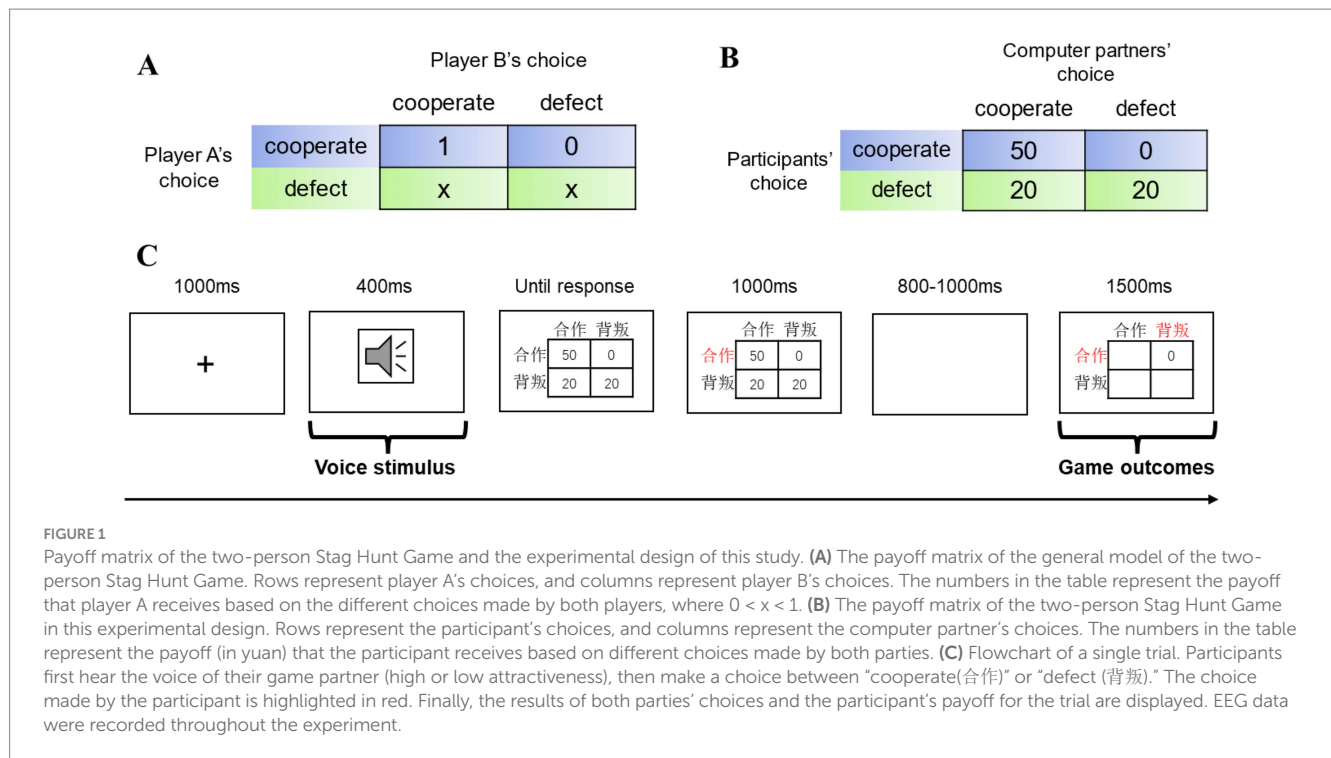 A
Player B's choice
cooperate defect
Player A's choice
cooperate 1 0
defect x x
B
Computer partners' choice
cooperate defect
Participants' choice
cooperate 50 0
defect 20 20
C
1000ms 400ms Until response 1000ms 800-1000ms 1500ms
+
合作 背叛
合作 50 0
背叛 20 20
合作 背叛
合作 50 0
背叛 20 20
合作 背叛
合作 0
背叛
Voice stimulus
Game outcomes
FIGURE 1
Payoff matrix of the two-person Stag Hunt Game and the experimental design of this study. (A) The payoff matrix of the general model of the two-
person Stag Hunt Game. Rows represent player A's choices, and columns represent player B's choices. The numbers in the table represent the payoff
that player A receives based on the different choices made by both players, where 0 < x < 1. (B) The payoff matrix of the two-person Stag Hunt Game
in this experimental design. Rows represent the participant's choices, and columns represent the computer partner's choices. The numbers in the table
represent the payoff (in yuan) that the participant receives based on different choices made by both parties. (C) Flowchart of a single trial. Participants
first hear the voice of their game partner (high or low attractiveness), then make a choice between "cooperate(合作)" or "defect (背叛)." The choice
made by the participant is highlighted in red. Finally, the results of both parties' choices and the participant's payoff for the trial are displayed. EEG data
were recorded throughout the experiment.